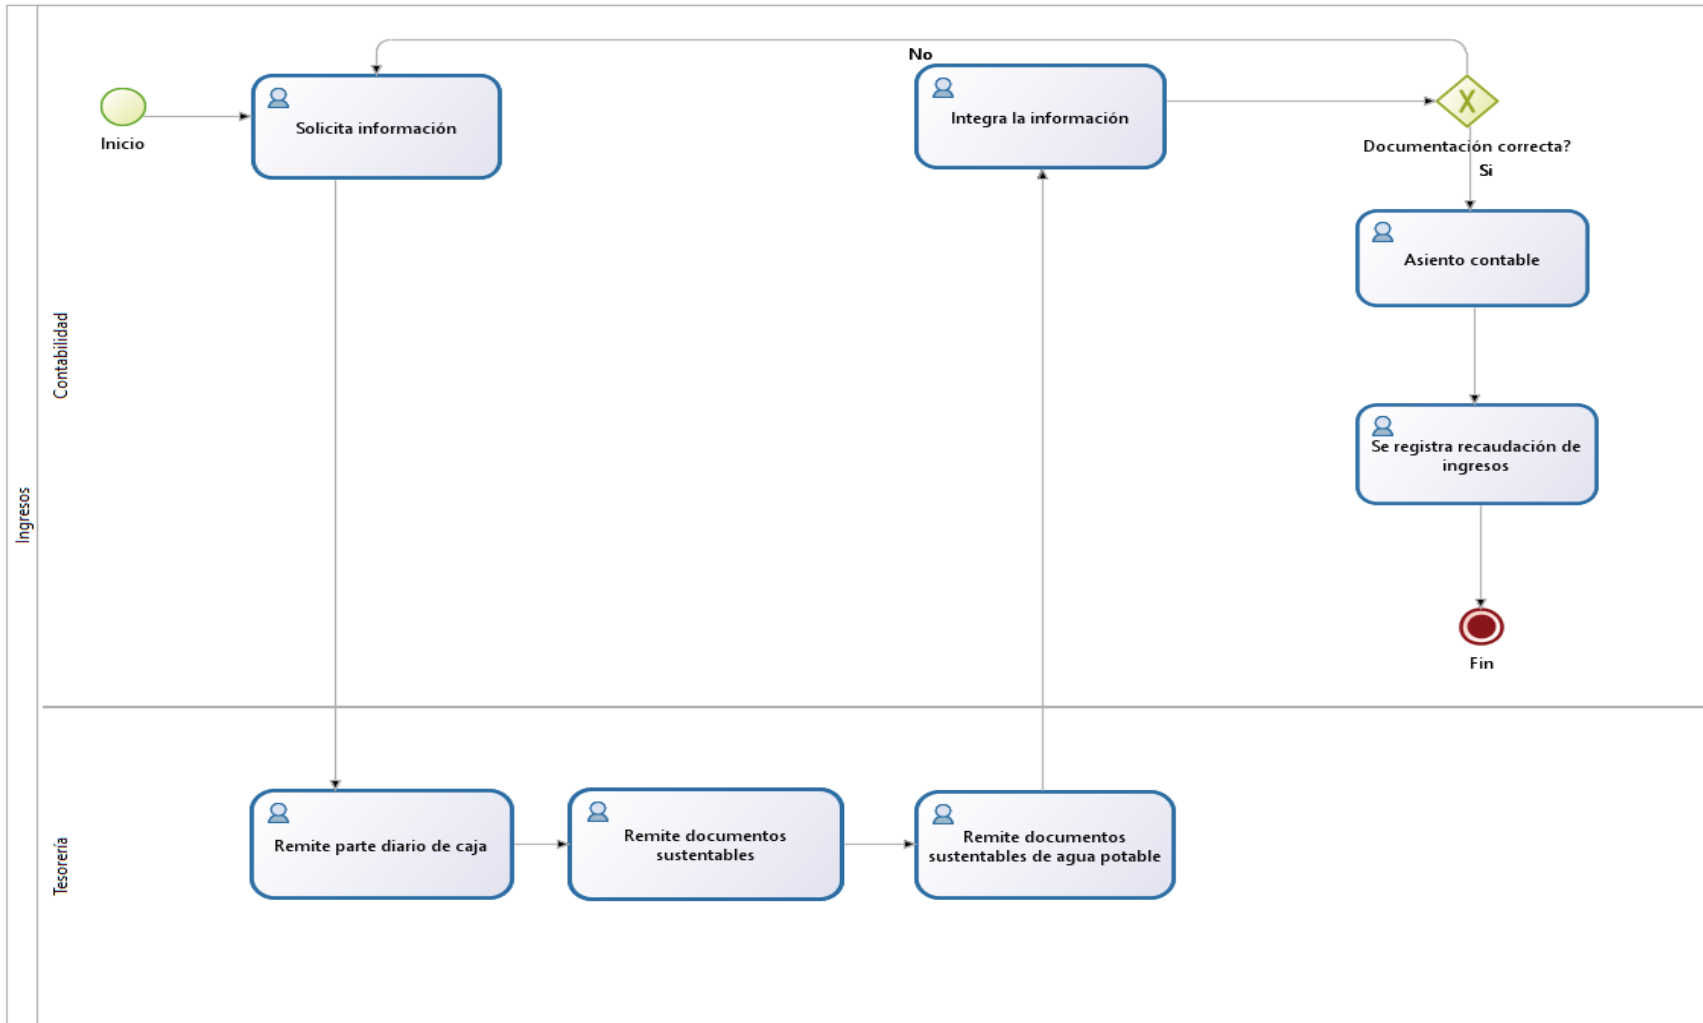 Ingresos
Contabilidad
Inicio
Solicita información
No
Integra la información
Documentación correcta?
Si
Asiento contable
Se registra recaudación de
ingresos
Fin
Tesorería
Remite parte diario de caja
Remite documentos
sustentables
Remite documentos
sustentables de agua potable